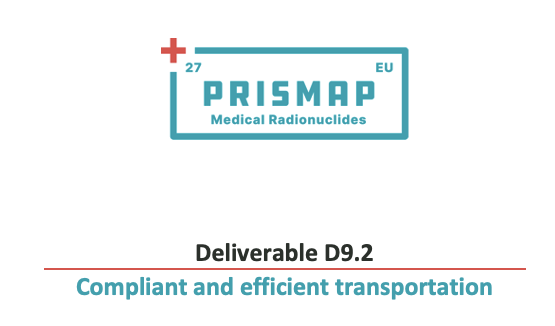 27 EU
PRISMAP
Medical Radionuclides
Deliverable D9.2
Compliant and efficient transportation